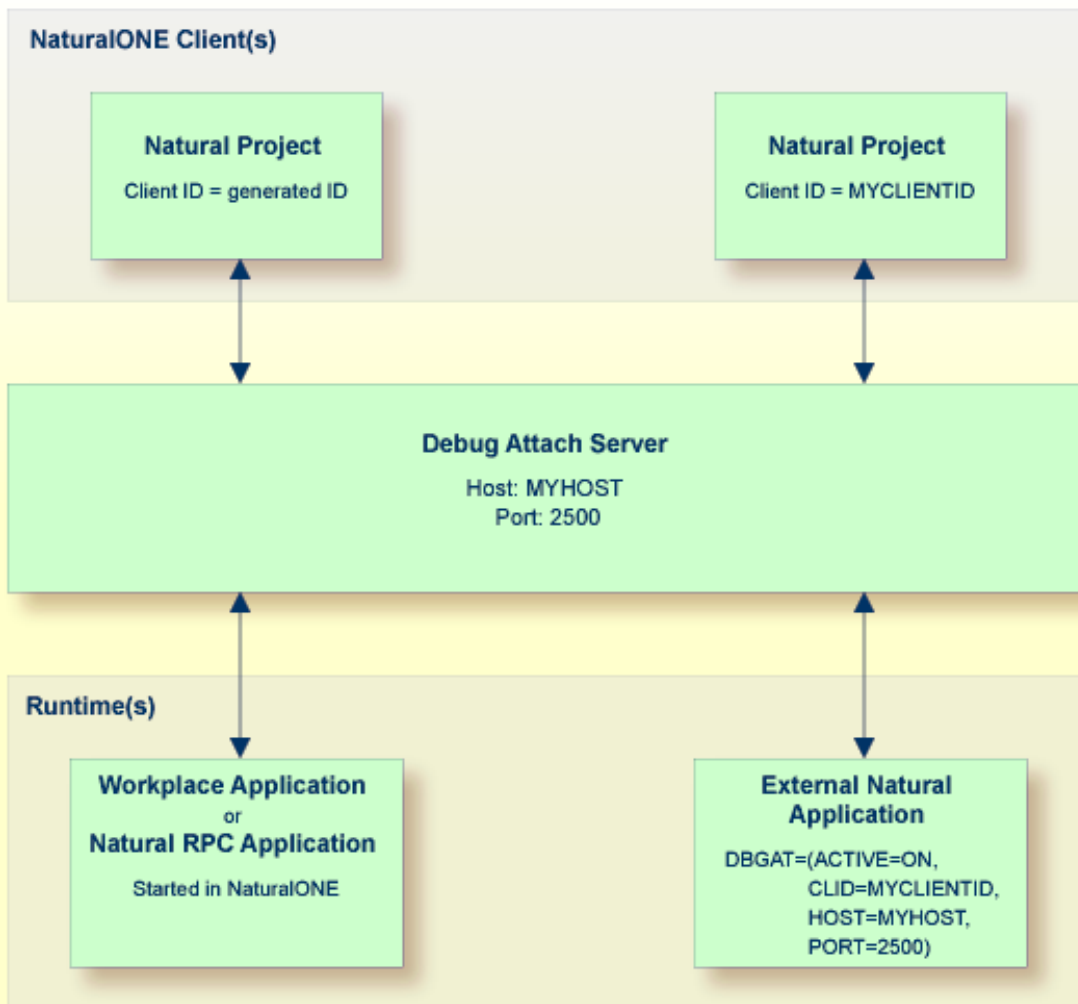 NaturalONE Client(s)
Natural Project
Client ID = generated ID
Natural Project
Client ID = MYCLIENTID
Debug Attach Server
Host: MYHOST
Port: 2500
Runtime(s)
Workplace Application
or
Natural RPC Application
Started in NaturalONE
External Natural
Application
DBGAT=(ACTIVE=ON,
CLID=MYCLIENTID,
HOST=MYHOST,
PORT=2500)